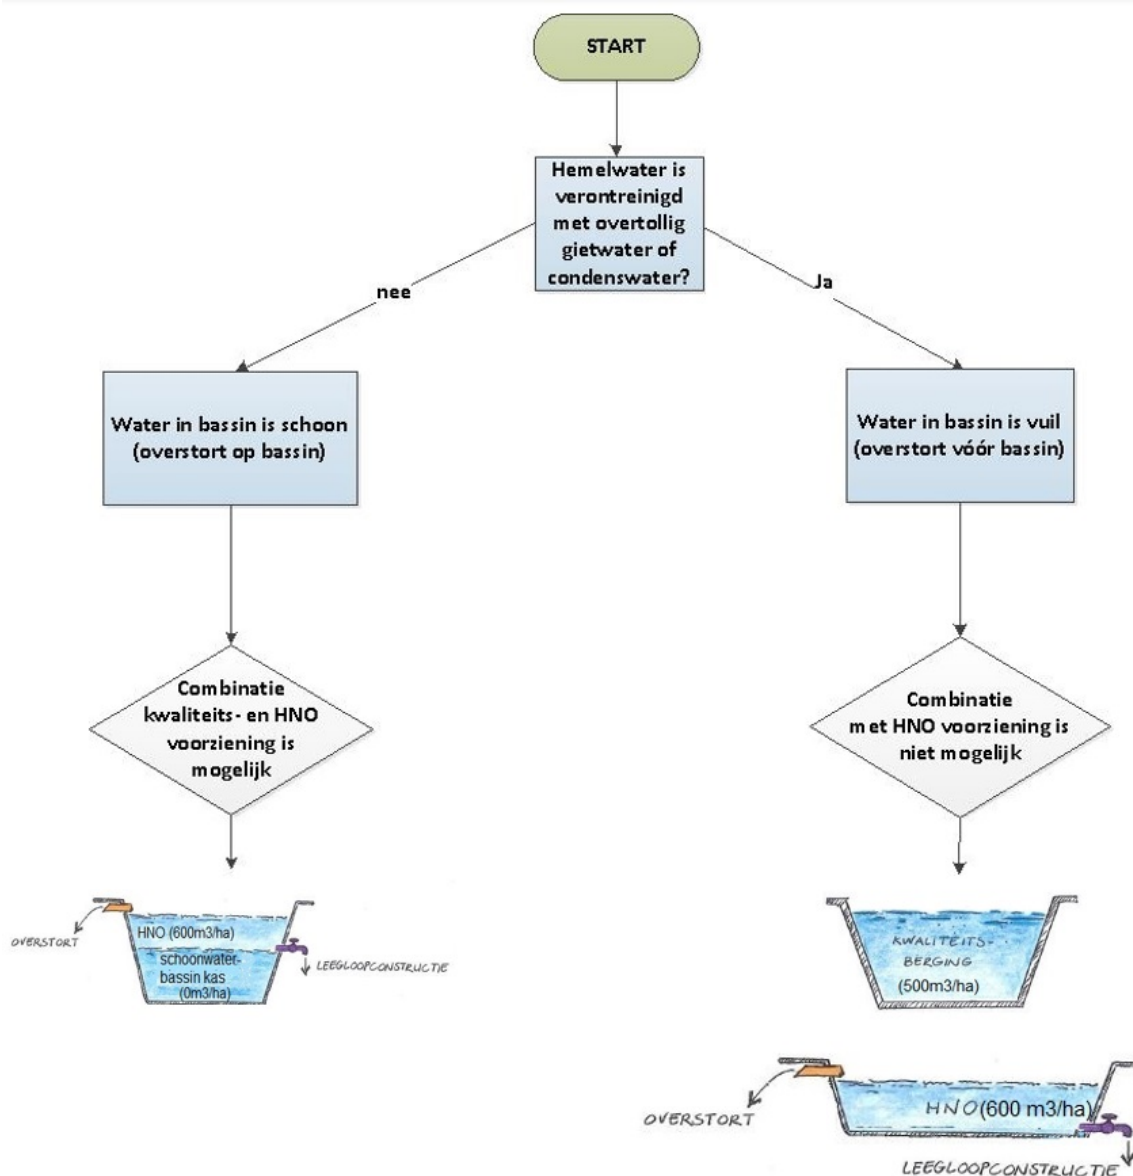 START
Hemelwater is
verontreinigd
met overtollig
gietwater of
condenswater?
nee
Ja
Water in bassin is schoon
(overstort op bassin)
Water in bassin is vuil
(overstort vóór bassin)
Combinatie
kwaliteits- en HNO
voorziening is
mogelijk
Combinatie
met HNO voorziening is
niet mogelijk
OVERSTORT
HNO (600m3/ha)
schoonwater-
bassin kas
(0m3/ha)
LEEGLOOPCONSTRUCTIE
KWALITEITS-
BERGING
(500m3/ha)
OVERSTORT
HNO (600 m3/ha)
LEEGLOOPCONSTRUCTIE